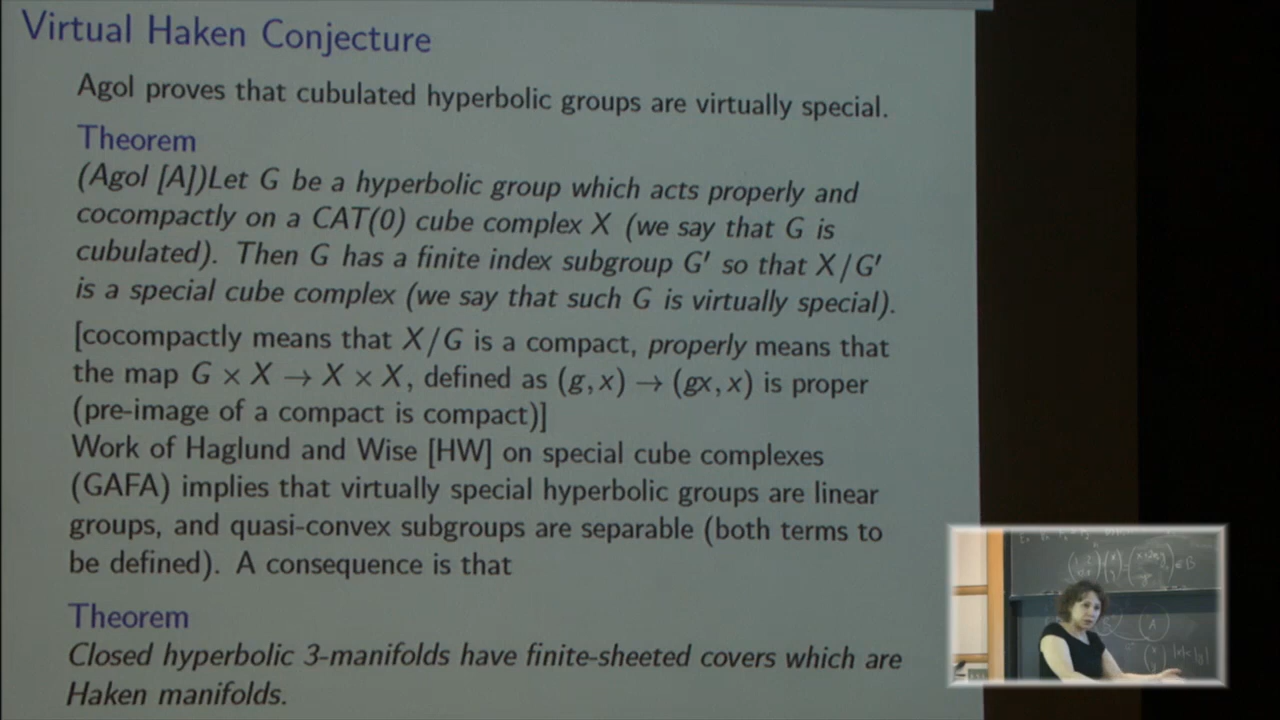 Virtual Haken Conjecture
Agol proves that cubulated hyperbolic groups are virtually special.
Theorem
(Agol [A])Let G be a hyperbolic group which acts properly and
cocompactly on a CAT(0) cube complex X (we say that G is
cubulated). Then G has a finite index subgroup G′ so that X/G′
is a special cube complex (we say that such G is virtually special).
[cocompactly means that X/G is a compact, properly means that
the map G × X → X × X, defined as (g, x) → (gx, x) is proper
(pre-image of a compact is compact)]
Work of Haglund and Wise [HW] on special cube complexes
(GAFA) implies that virtually special hyperbolic groups are linear
groups, and quasi-convex subgroups are separable (both terms to
be defined). A consequence is that
Theorem
Closed hyperbolic 3-manifolds have finite-sheeted covers which are
Haken manifolds.
∈ B
A
|x|<|y|